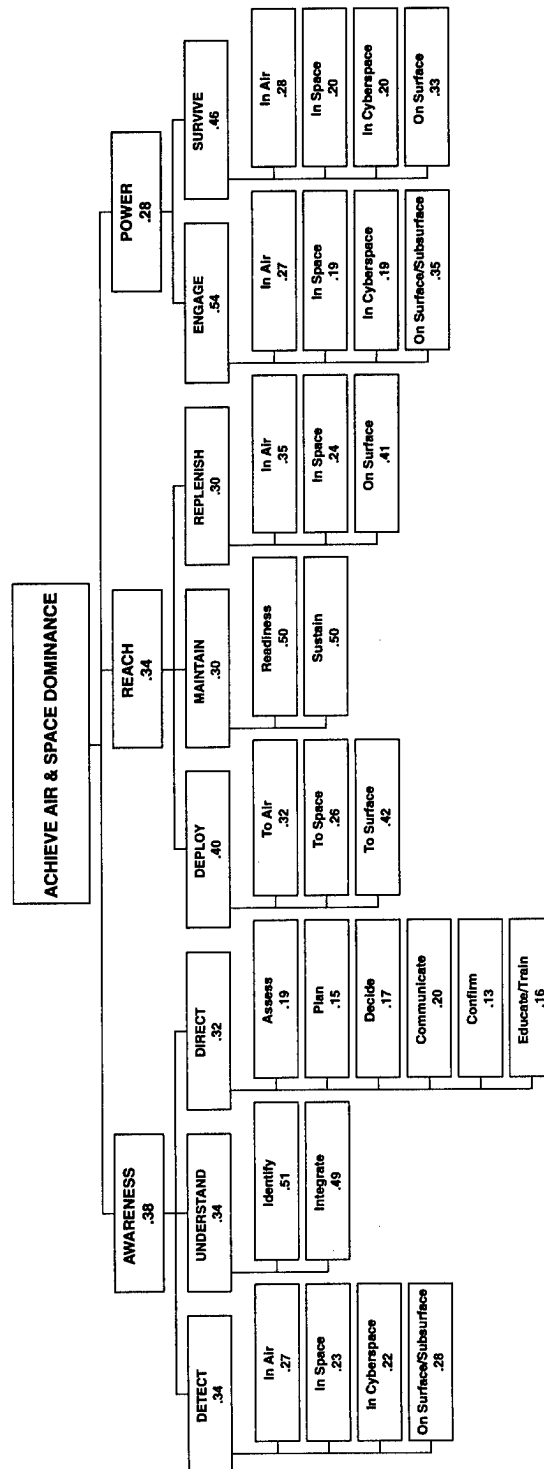 ACHIEVE AIR & SPACE DOMINANCE
AWARENESS
.38
REACH
.34
POWER
.28
DETECT
.34
UNDERSTAND
.34
DIRECT
.32
DEPLOY
.40
MAINTAIN
.30
REPLENISH
.30
ENGAGE
.54
SURVIVE
.46
In Air
.27
In Space
.23
In Cyberspace
.22
On Surface/Subsurface
.28
Identify
.51
Integrate
.49
Assess
.19
Plan
.15
Decide
.17
Communicate
.20
Confirm
.13
Educate/Train
.16
To Air
.32
To Space
.26
To Surface
.42
Readiness
.50
Sustain
.50
In Air
.35
In Space
.24
On Surface
.41
In Air
.27
In Space
.19
In Cyberspace
.19
On Surface/Subsurface
.35
In Air
.28
In Space
.20
In Cyberspace
.20
On Surface
.33